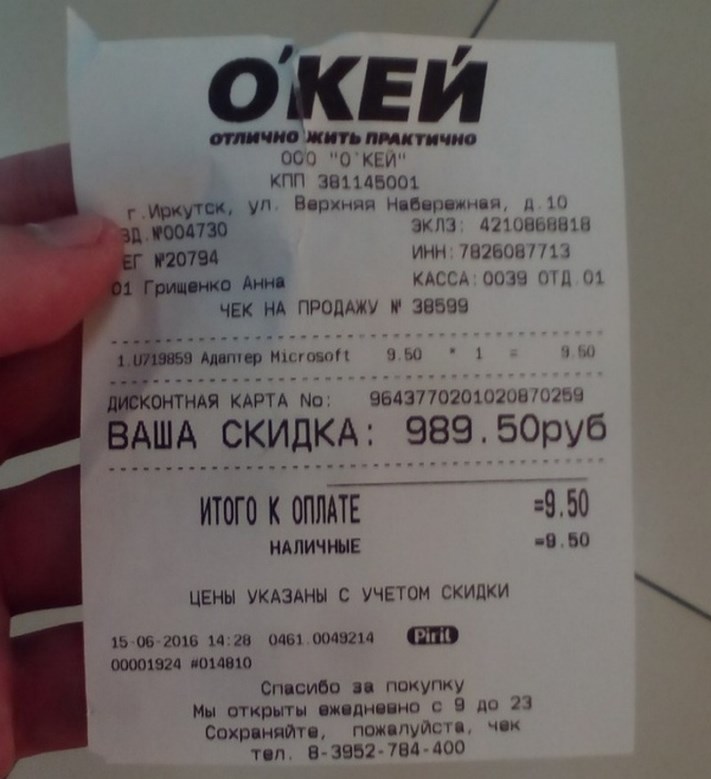 О'КЕЙ
ОТЛИЧНО ЖИТЬ ПРАКТИЧНО
ООО "О'КЕЙ"
КПП 381145001
г.Иркутск, ул. Верхняя Набережная, д.10
ЗД.№004730 ЭКЛЗ: 4210868818
ЕГ №20794 ИНН:7826087713
01 Грищенко Анна КАССА:0039 ОТД.01
ЧЕК НА ПРОДАЖУ № 38599
1.U719859 Адаптер Microsoft 9.50 * 1 = 9.50
ДИСКОНТНАЯ КАРТА No: 9643770201020870259
ВАША СКИДКА: 989.50руб
ИТОГО К ОПЛАТЕ =9.50
НАЛИЧНЫЕ =9.50
ЦЕНЫ УКАЗАНЫ С УЧЕТОМ СКИДКИ
15-06-2016 14:28 0461.0049214 Pirit
00001924 #014810
Спасибо за покупку
Мы открыты ежедневно с 9 до 23
Сохраняйте, пожалуйста, чек
тел. 8-3952-784-400